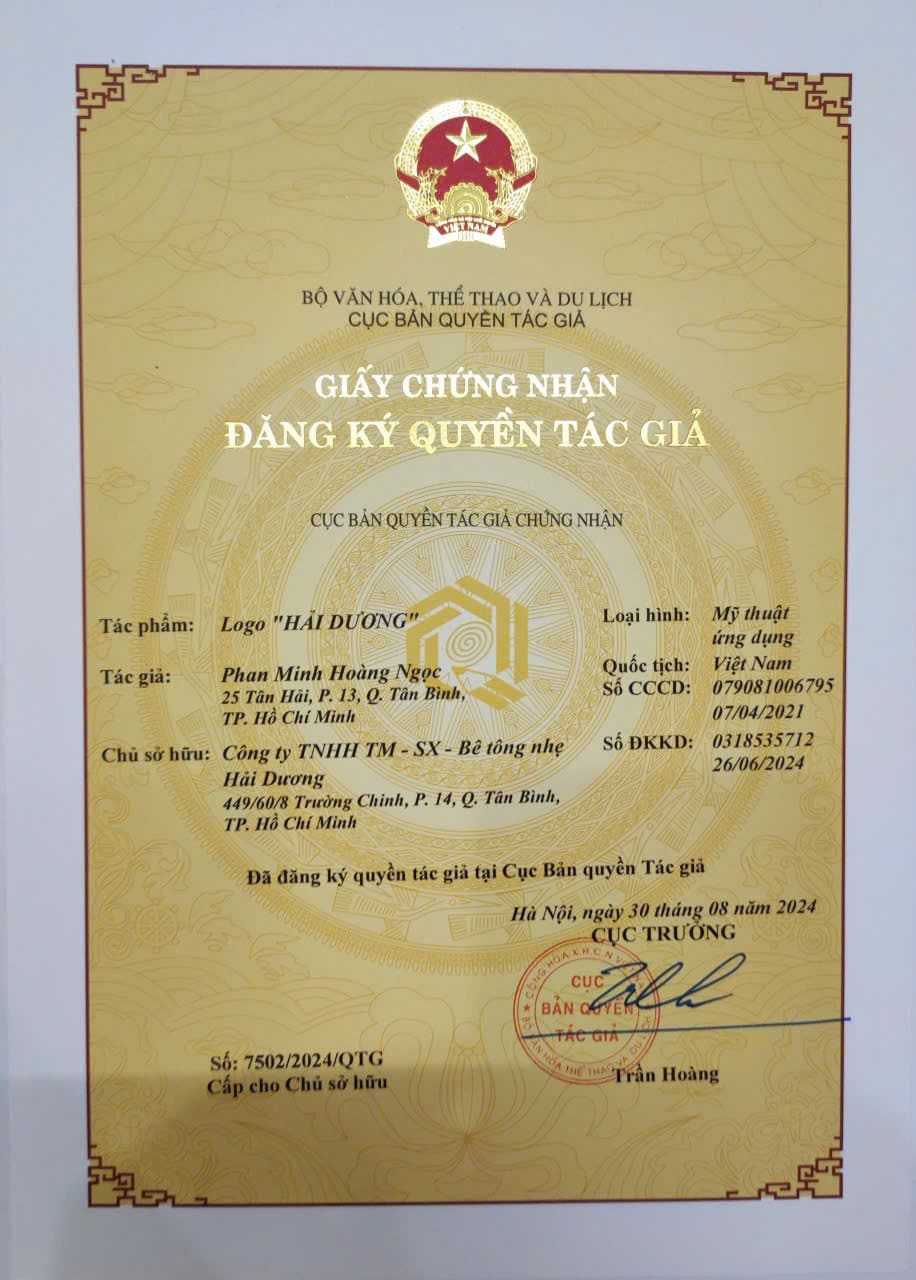 VIỆT NAM
BỘ VĂN HÓA, THỂ THAO VÀ DU LỊCH
CỤC BẢN QUYỀN TÁC GIẢ
GIẤY CHỨNG NHẬN
ĐĂNG KÝ QUYỀN TÁC GIẢ
CỤC BẢN QUYỀN TÁC GIẢ CHỨNG NHẬN
Tác phẩm: Logo "HẢI DƯƠNG"
Loại hình: Mỹ thuật
ứng dụng
Tác giả: Phan Minh Hoàng Ngọc
25 Tân Hải, P. 13, Q. Tân Bình,
TP. Hồ Chí Minh
Quốc tịch: Việt Nam
Số CCCD: 079081006795
07/04/2021
Chủ sở hữu: Công ty TNHH TM - SX - Bê tông nhẹ
Hải Dương
449/60/8 Trường Chinh, P. 14, Q. Tân Bình,
TP. Hồ Chí Minh
Số ĐKKD: 0318535712
26/06/2024
Đã đăng ký quyền tác giả tại Cục Bản quyền Tác giả
Hà Nội, ngày 30 tháng 08 năm 2024
CỤC TRƯỞNG
CỤC
BẢN QUYỀN
TÁC GIẢ
Trần Hoàng
Số: 7502/2024/QTG
Cấp cho Chủ sở hữu